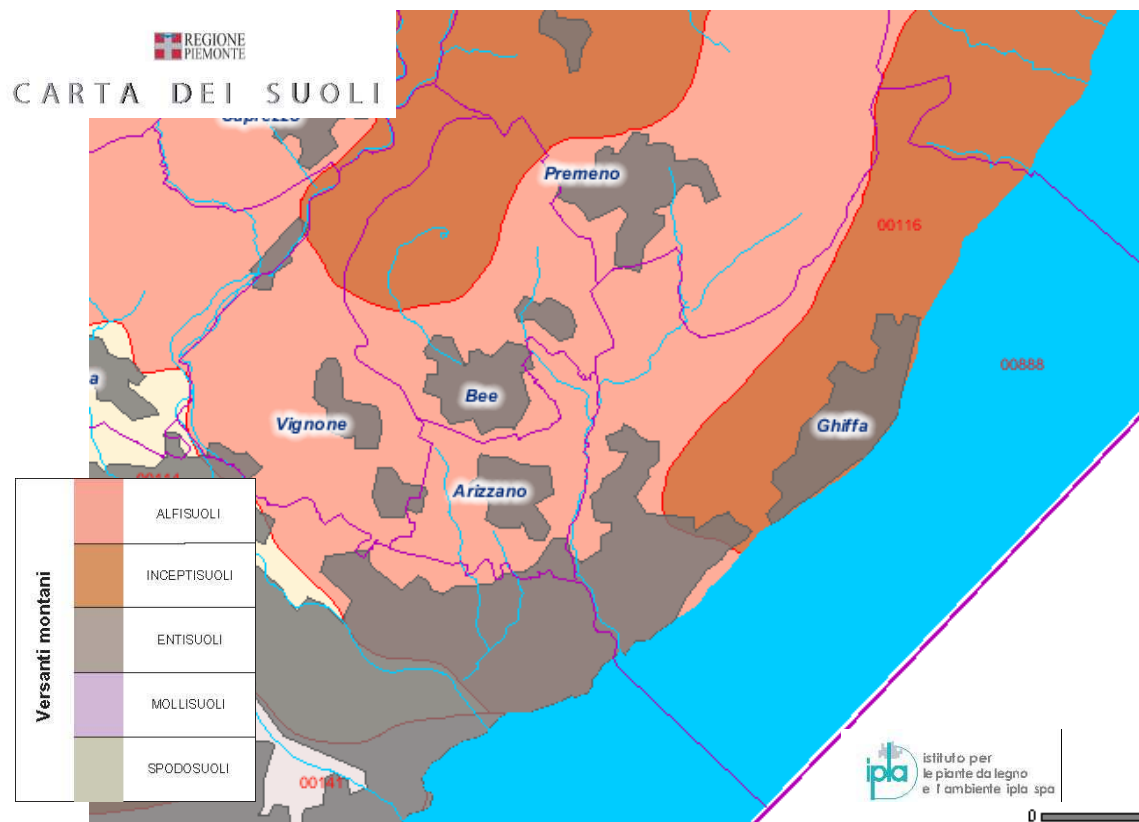 REGIONE
PIEMONTE
CARTA DEI SUOLI
Premeno
00116
00888
Bee
Vignone
Ghiffa
a
Arizzano
Versanti montani
ALFISUOLI
INCEPTISUOLI
ENTISUOLI
MOLLISUOLI
SPODOSUOLI
001411
ipla
istituto per
le piante da legno
e l'ambiente ipla spa
0